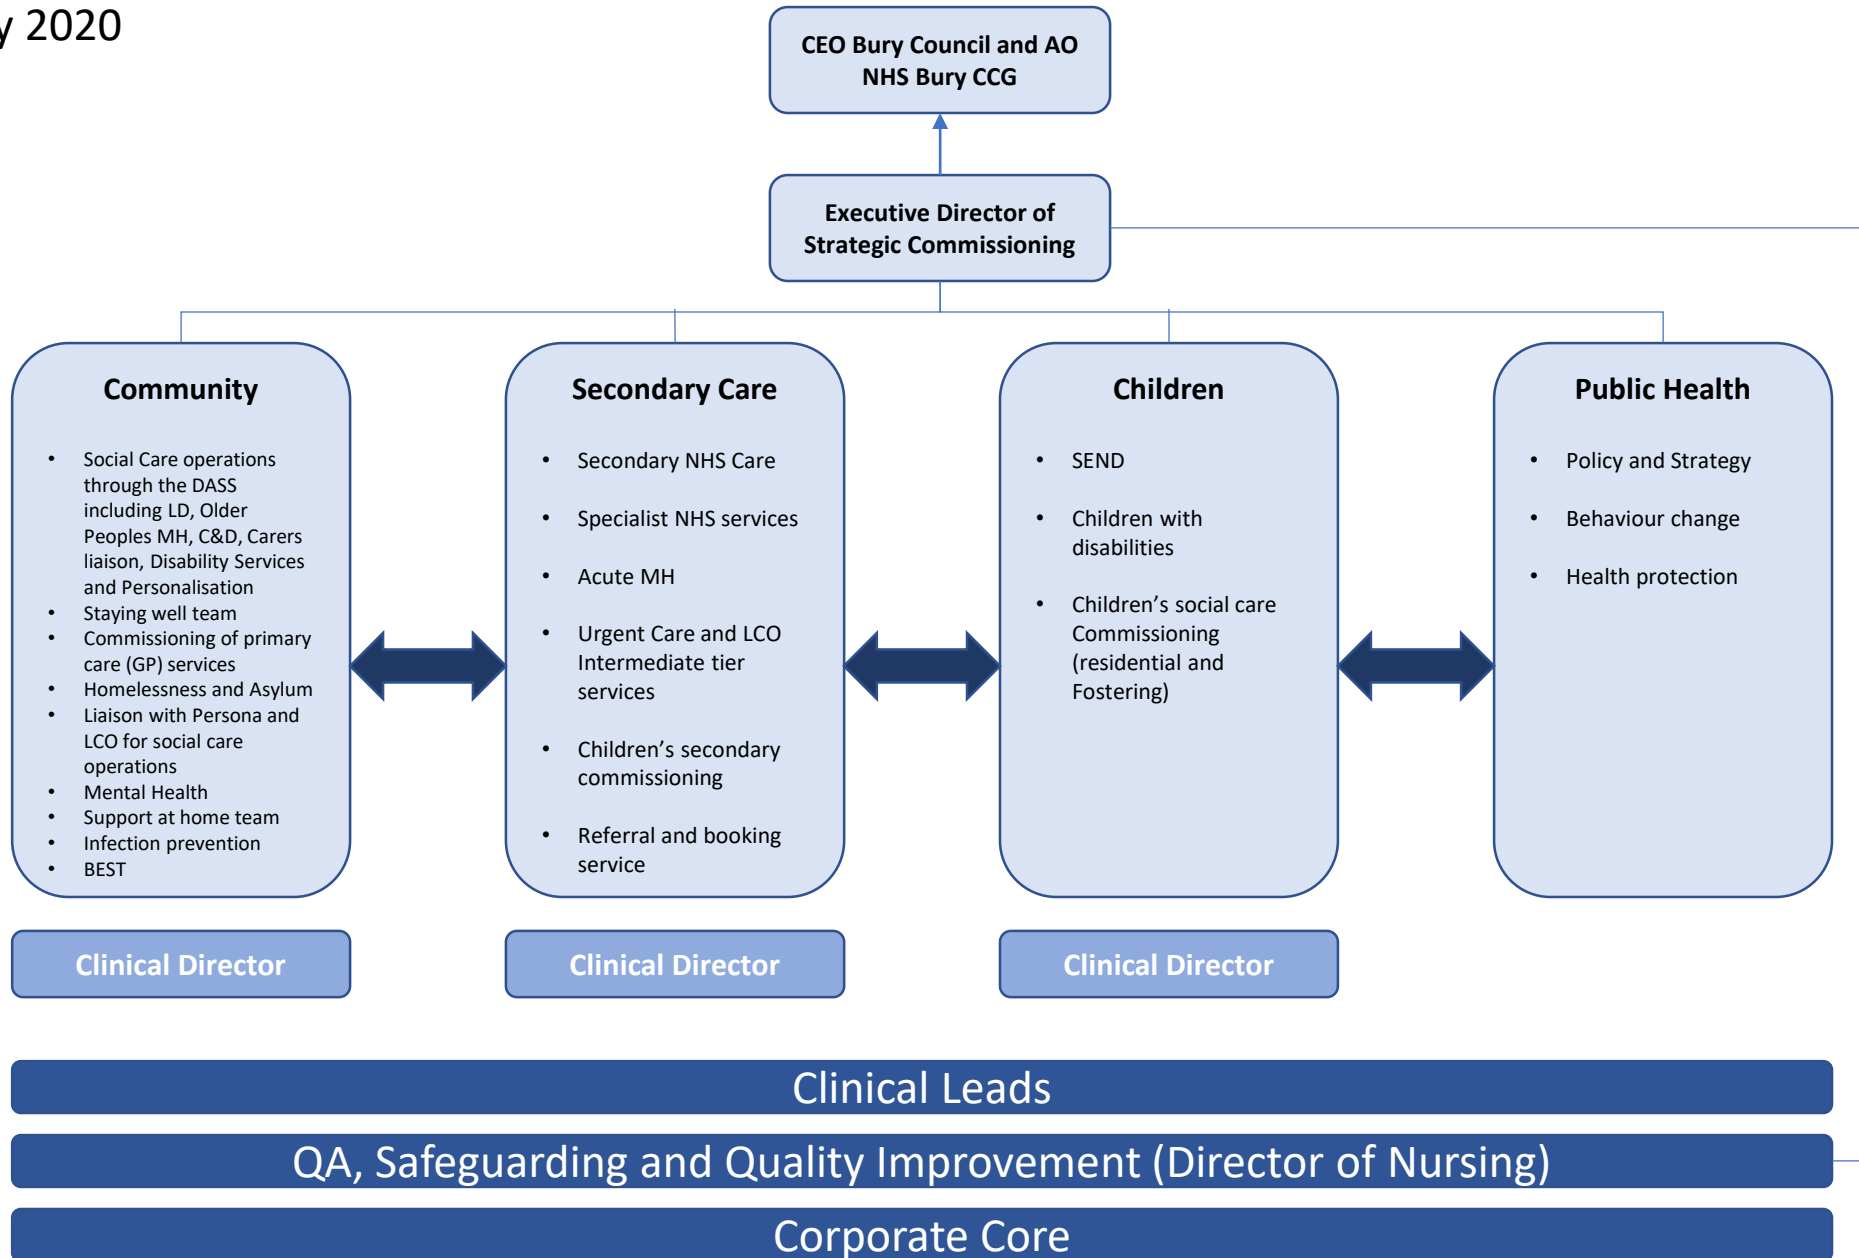 2020
CEO Bury Council and AO
NHS Bury CCG
Executive Director of
Strategic Commissioning
Community
• Social Care operations
through the DASS
including LD, Older
Peoples MH, C&D, Carers
liaison, Disability Services
and Personalisation
• Staying well team
• Commissioning of primary
care (GP) services
• Homelessness and Asylum
• Liaison with Persona and
LCO for social care
operations
• Mental Health
• Support at home team
• Infection prevention
• BEST
Secondary Care
• Secondary NHS Care
• Specialist NHS services
• Acute MH
• Urgent Care and LCO
Intermediate tier
services
• Children’s secondary
commissioning
• Referral and booking
service
Children
• SEND
• Children with
disabilities
• Children’s social care
Commissioning
(residential and
Fostering)
Public Health
• Policy and Strategy
• Behaviour change
• Health protection
Clinical Director
Clinical Director
Clinical Director
Clinical Leads
QA, Safeguarding and Quality Improvement (Director of Nursing)
Corporate Core